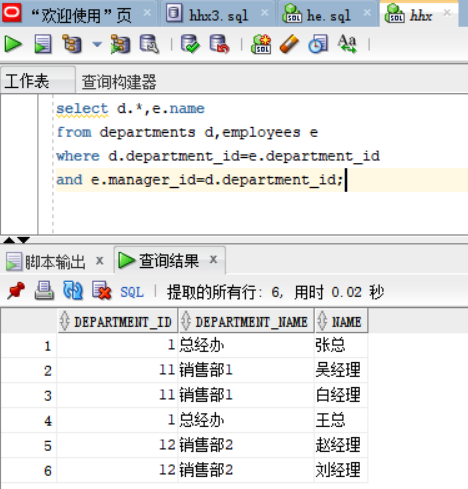 “欢迎使用”页 hhx3.sql he.sql hhx
工作表 查询构建器
select d.*,e.name
from departments d,employees e
where d.department_id=e.department_id
and e.manager_id=d.department_id;
脚本输出 查询结果
SQL | 提取的所有行: 6, 用时 0.02 秒
DEPARTMENT_ID DEPARTMENT_NAME NAME
1 1 总经办 张总
2 11 销售部1 吴经理
3 11 销售部1 白经理
4 1 总经办 王总
5 12 销售部2 赵经理
6 12 销售部2 刘经理